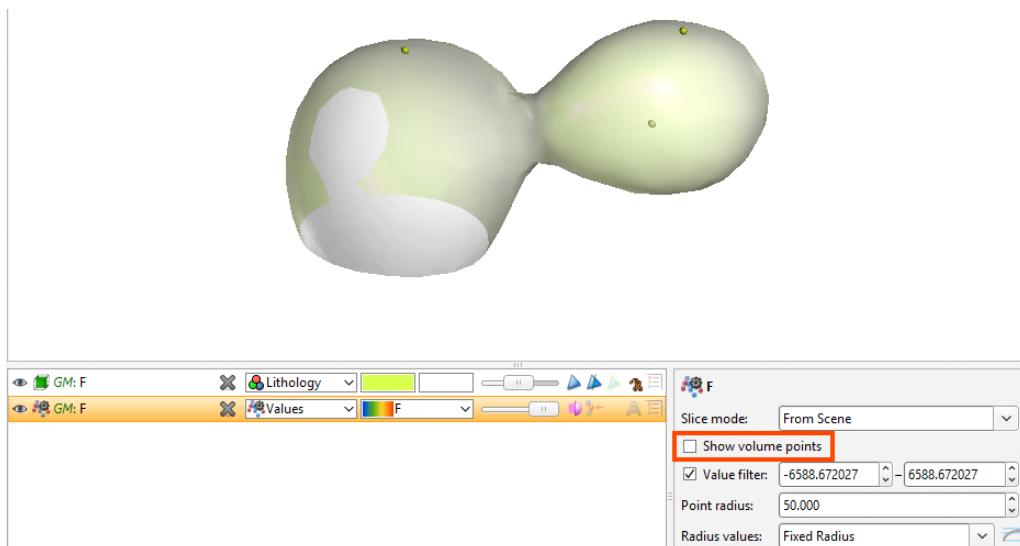 GM: F Lithology
GM: F Values F
F
Slice mode: From Scene
Show volume points
Value filter: -6588.672027 – 6588.672027
Point radius: 50.000
Radius values: Fixed Radius